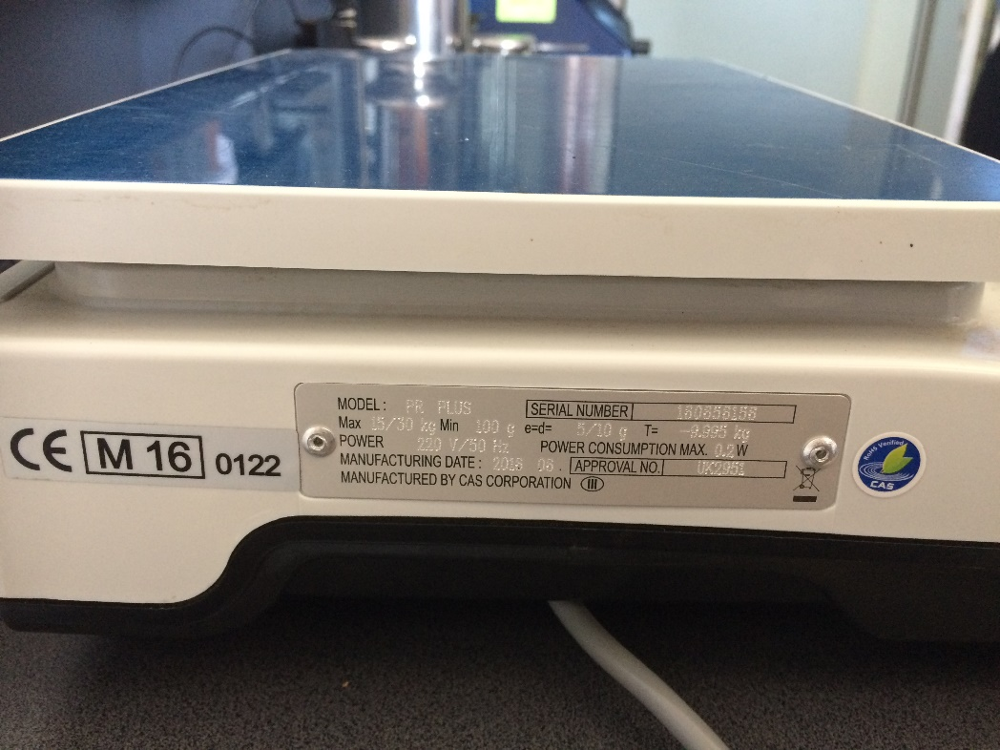 MODEL : PR PLUS
SERIAL NUMBER
Max 15/30 kg Min 100 g e=d= 5/10 g T= -9.995 kg
POWER 220 V/50 Hz POWER CONSUMPTION MAX. 0.2 W
MANUFACTURING DATE : 2016 06 . APPROVAL NO. UK2951
MANUFACTURED BY CAS CORPORATION III
CE M 16 0122
RoHS Verified
CAS